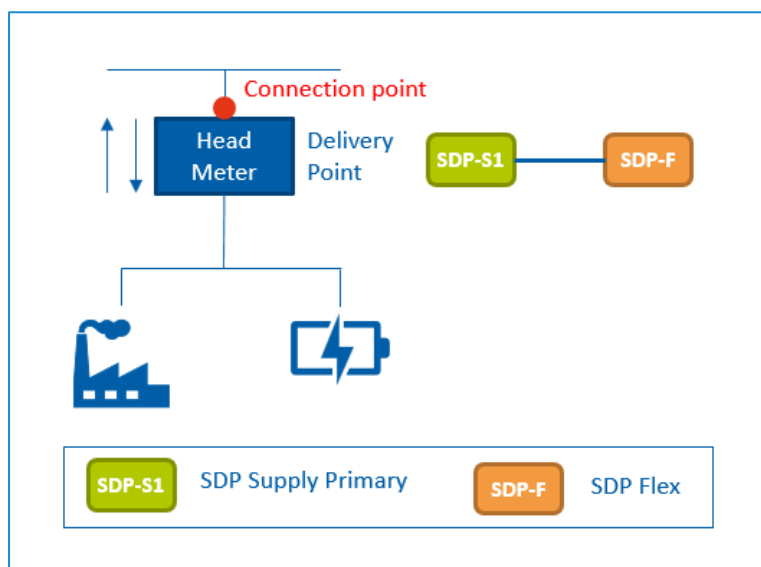 Connection point
Head
Meter
Delivery
Point
SDP-S1
SDP-F
SDP-S1
SDP Supply Primary
SDP-F
SDP Flex